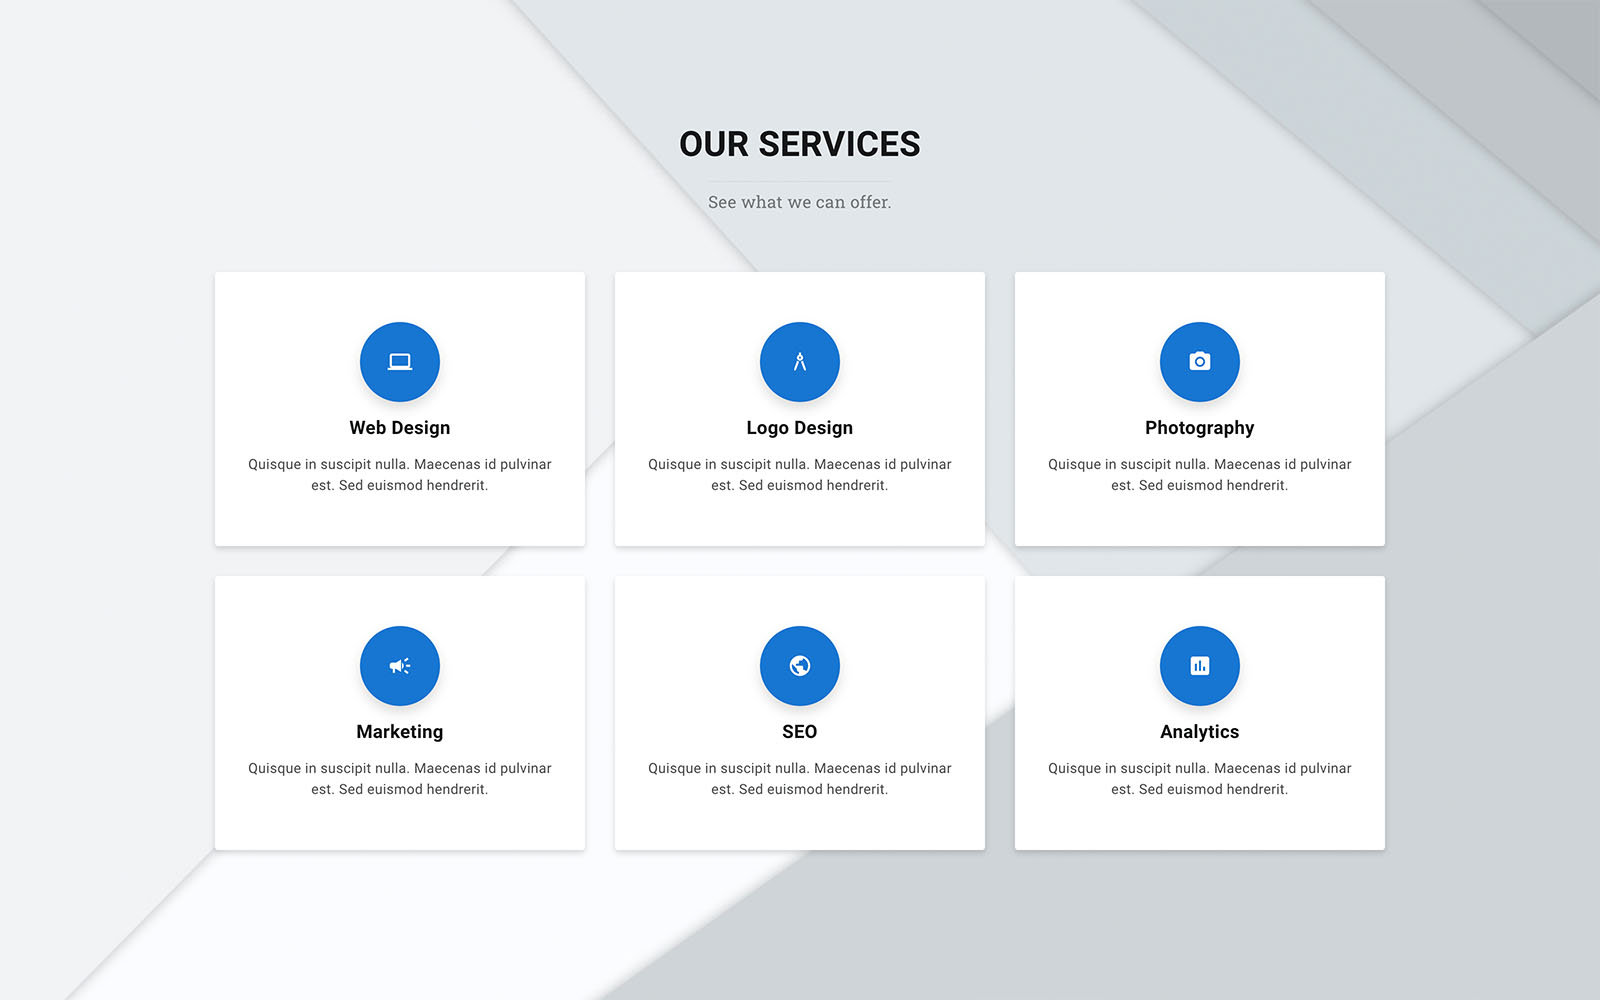 OUR SERVICES
See what we can offer.
Web Design
Quisque in suscipit nulla. Maecenas id pulvinar
est. Sed euismod hendrerit.
Logo Design
Quisque in suscipit nulla. Maecenas id pulvinar
est. Sed euismod hendrerit.
Photography
Quisque in suscipit nulla. Maecenas id pulvinar
est. Sed euismod hendrerit.
Marketing
Quisque in suscipit nulla. Maecenas id pulvinar
est. Sed euismod hendrerit.
SEO
Quisque in suscipit nulla. Maecenas id pulvinar
est. Sed euismod hendrerit.
Analytics
Quisque in suscipit nulla. Maecenas id pulvinar
est. Sed euismod hendrerit.